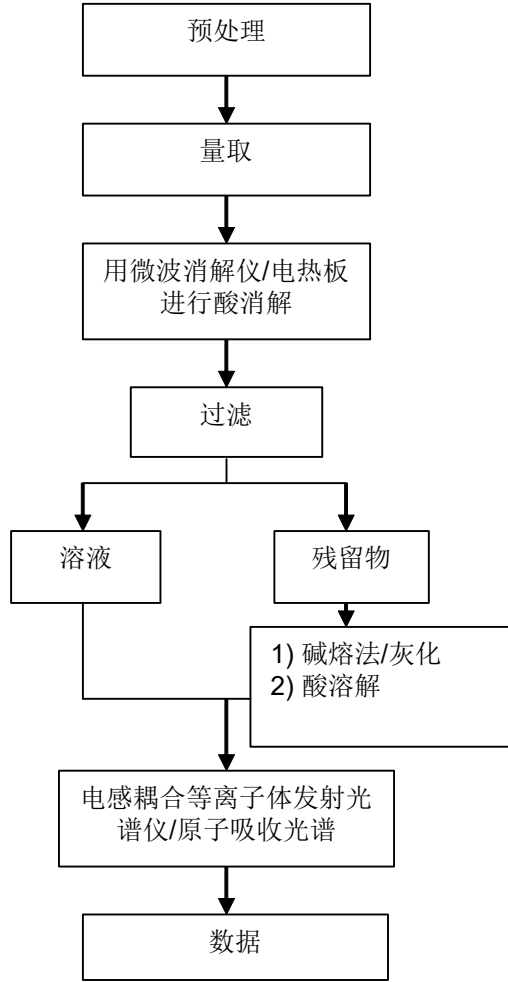 预处理
量取
用微波消解仪/电热板
进行酸消解
过滤
溶液
残留物
1) 碱熔法/灰化
2) 酸溶解
电感耦合等离子体发射光
谱仪/原子吸收光谱
数据